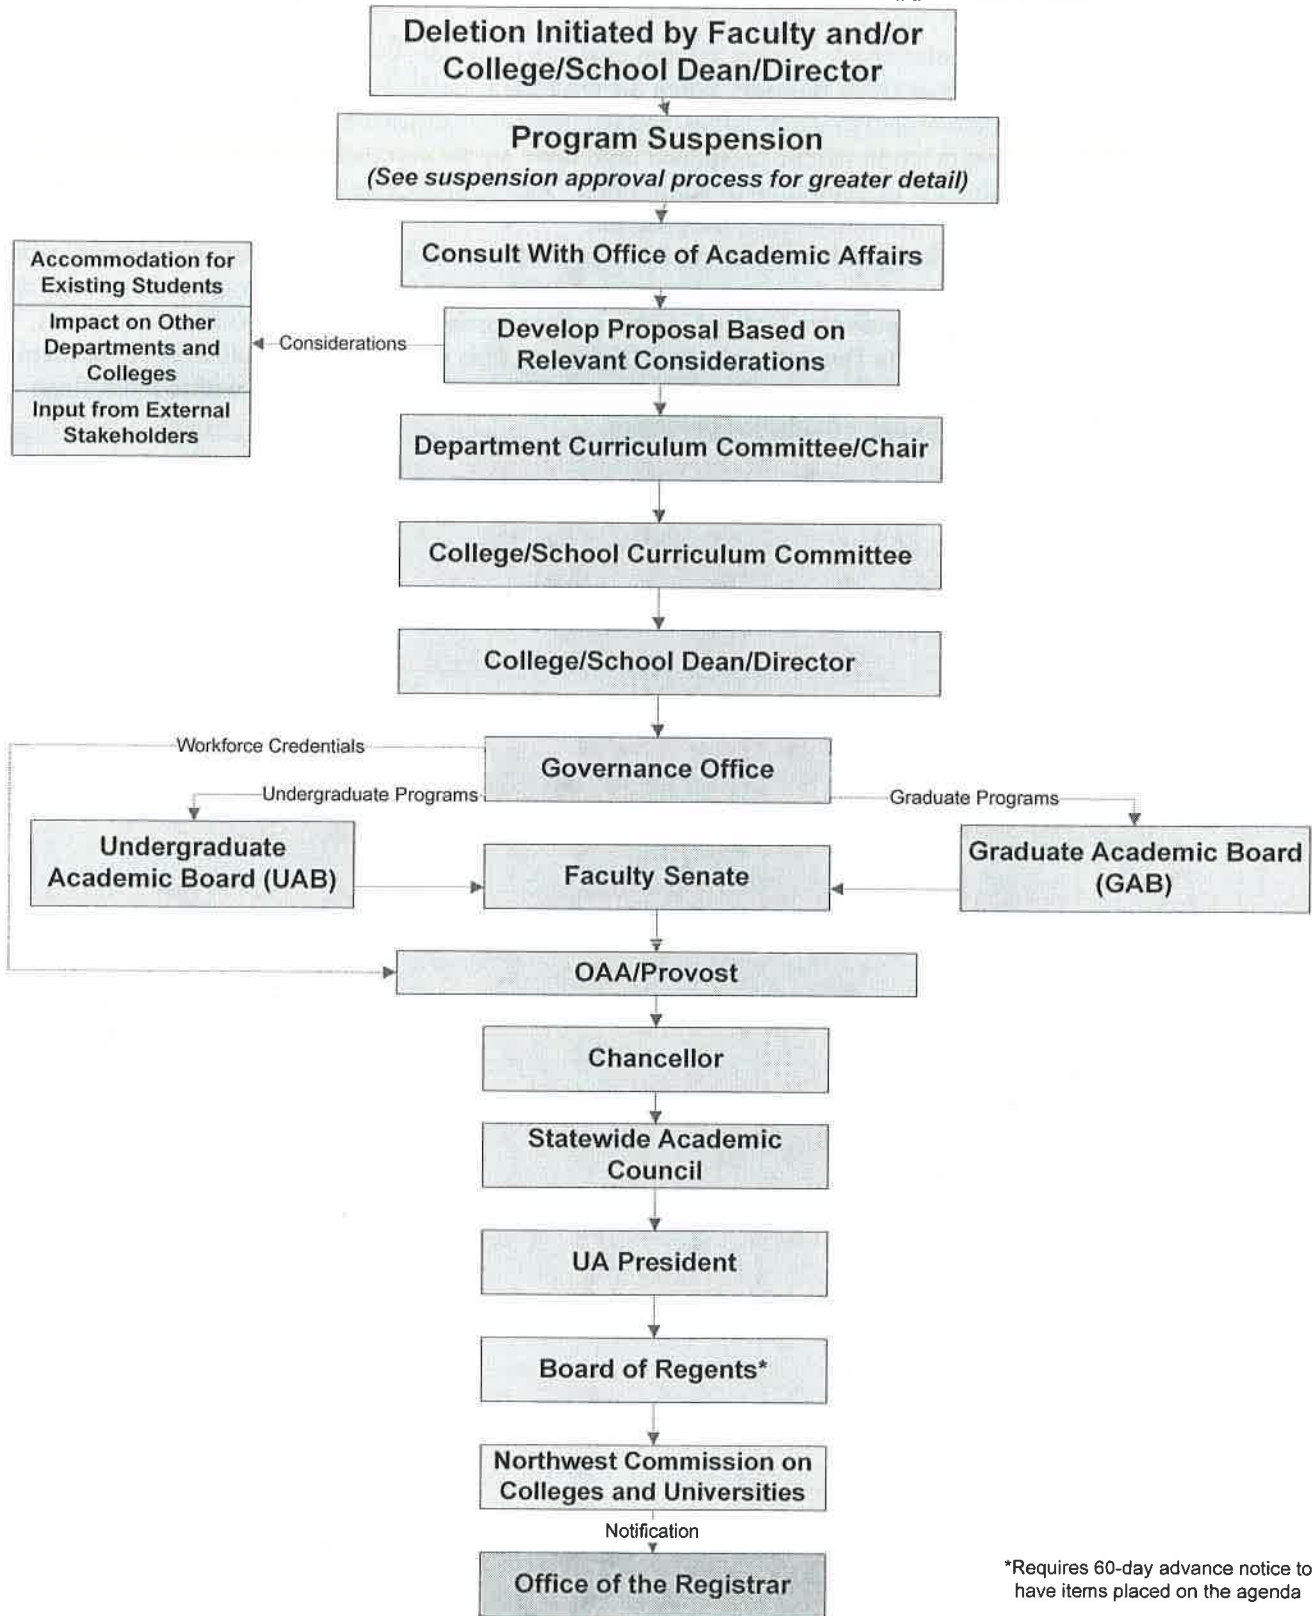 Deletion Initiated by Faculty and/or
College/School Dean/Director
Program Suspension
(See suspension approval process for greater detail)
Consult With Office of Academic Affairs
Accommodation for
Existing Students
Impact on Other
Departments and
Colleges
Input from External
Stakeholders
Considerations
Develop Proposal Based on
Relevant Considerations
Department Curriculum Committee/Chair
College/School Curriculum Committee
College/School Dean/Director
Workforce Credentials
Governance Office
Undergraduate Programs
Graduate Programs
Undergraduate
Academic Board (UAB)
Faculty Senate
Graduate Academic Board
(GAB)
OAA/Provost
Chancellor
Statewide Academic
Council
UA President
Board of Regents*
Northwest Commission on
Colleges and Universities
Notification
Office of the Registrar
*Requires 60-day advance notice to
have items placed on the agenda